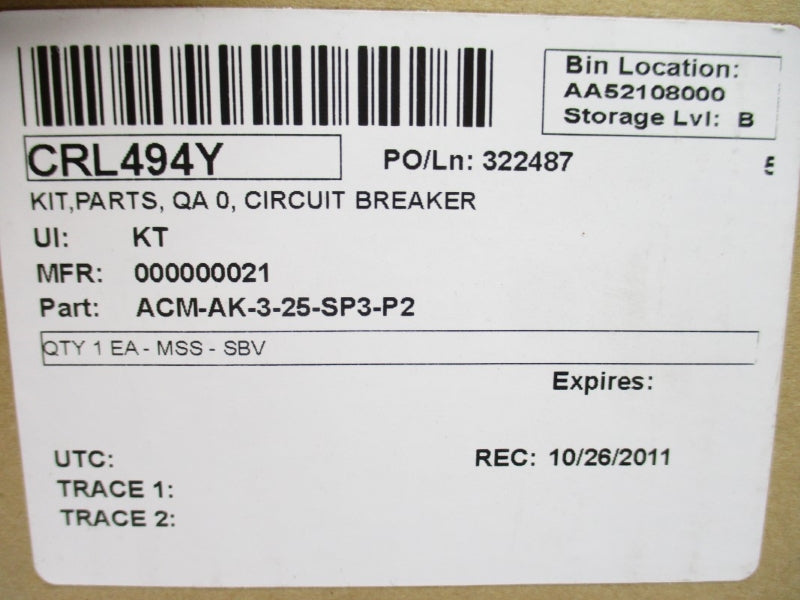 Bin Location:
AA52108000
Storage Lvl: B
CRL494Y
PO/Ln: 322487
KIT,PARTS, QA 0, CIRCUIT BREAKER
UI: KT
MFR: 000000021
Part: ACM-AK-3-25-SP3-P2
QTY 1 EA - MSS - SBV
Expires:
UTC:
REC: 10/26/2011
TRACE 1:
TRACE 2: